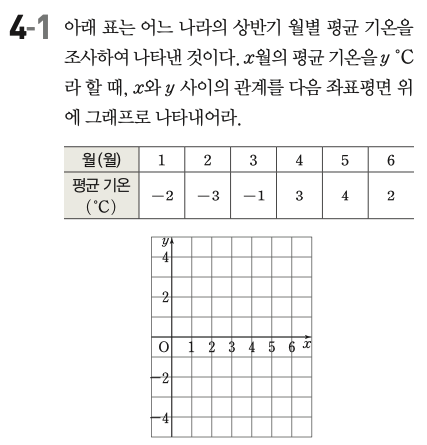 4-1 아래 표는 어느 나라의 상반기 월별 평균 기온을
조사하여 나타낸 것이다. x월의 평균 기온을 y ℃
라 할 때, x와 y 사이의 관계를 다음 좌표평면 위
에 그래프로 나타내어라.
월(월) 1 2 3 4 5 6
평균 기온
(℃) -2 -3 -1 3 4 2
y
4
2
O 1 2 3 4 5 6 x
-2
-4